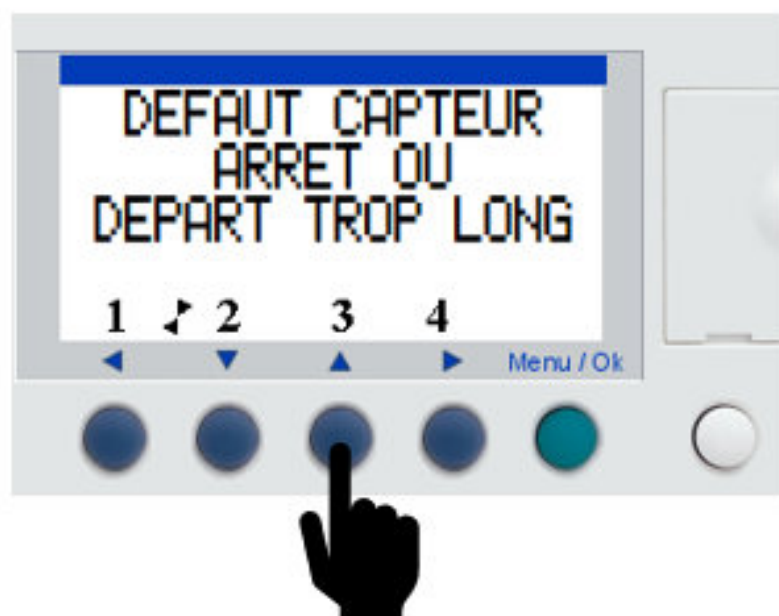 DEFAUT CAPTEUR
ARRET OU
DEPART TROP LONG
1 2 3 4
Menu / Ok